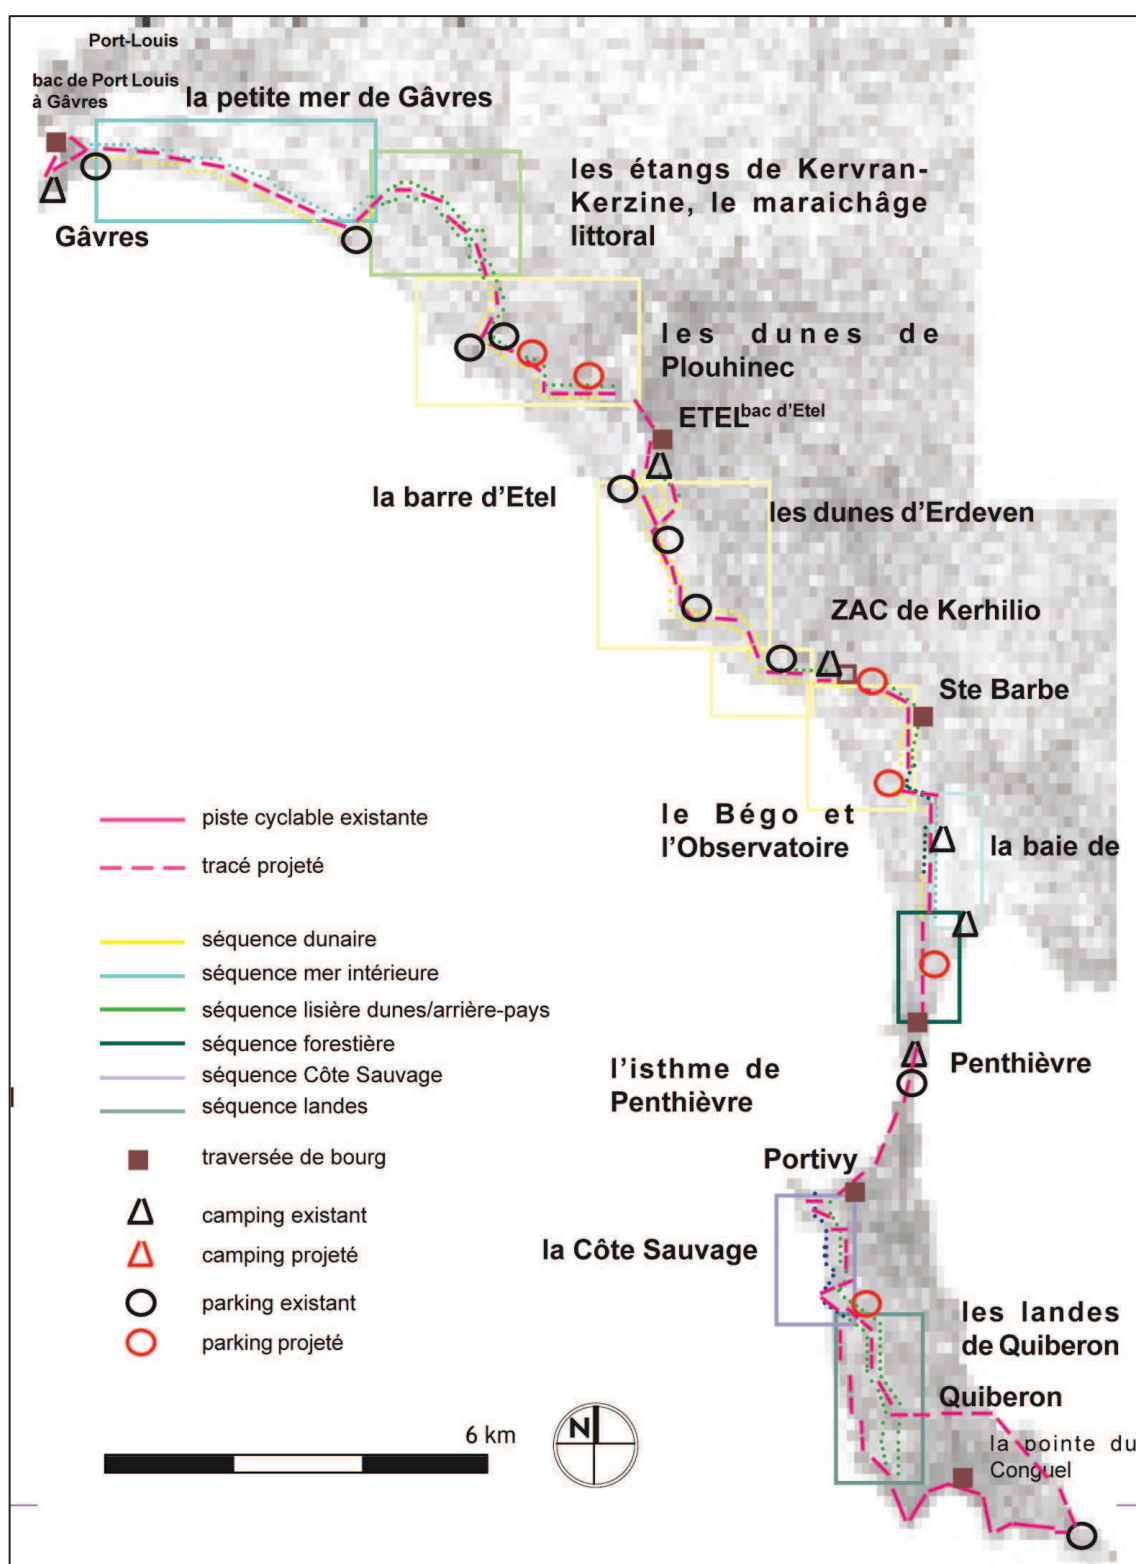 Port-Louis
bac de Port Louis
à Gâvres
la petite mer de Gâvres
Gâvres
les étangs de Kervran-
Kerzine, le maraichâge
littoral
les dunes de
Plouhinec
ETEL bac d'Etel
la barre d'Etel
les dunes d'Erdeven
ZAC de Kerhilio
Ste Barbe
le Bégo et
l'Observatoire
la baie de
piste cyclable existante
tracé projeté
séquence dunaire
séquence mer intérieure
séquence lisière dunes/arrière-pays
séquence forestière
séquence Côte Sauvage
séquence landes
traversée de bourg
camping existant
camping projeté
parking existant
parking projeté
l'isthme de
Penthièvre
Penthièvre
Portivy
la Côte Sauvage
les landes
de Quiberon
Quiberon
la pointe du
Conguel
6 km
N